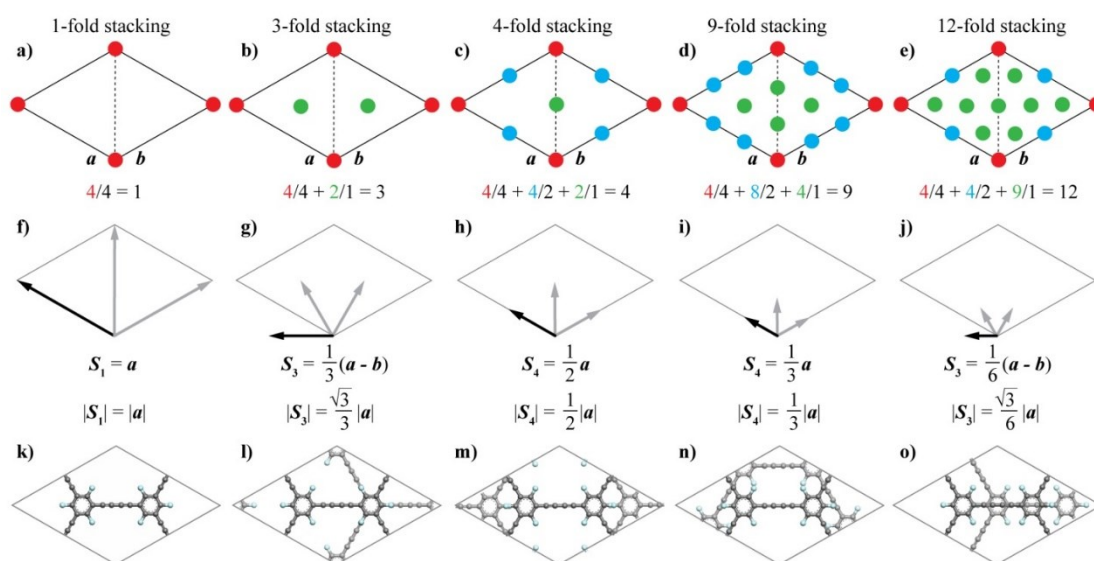 1-fold stacking 3-fold stacking 4-fold stacking 9-fold stacking 12-fold stacking
a) b) c) d) e)
a b a b a b a b a b
4/4 = 1 4/4 + 2/1 = 3 4/4 + 4/2 + 2/1 = 4 4/4 + 8/2 + 4/1 = 9 4/4 + 4/2 + 9/1 = 12
f) g) h) i) j)
S₁ = a S₃ = 1/3(a - b) S₄ = 1/2 a S₄ = 1/3 a S₃ = 1/6(a - b)
|S₁| = |a| |S₃| = √3/3 |a| |S₄| = 1/2 |a| |S₄| = 1/3 |a| |S₃| = √3/6 |a|
k) l) m) n) o)